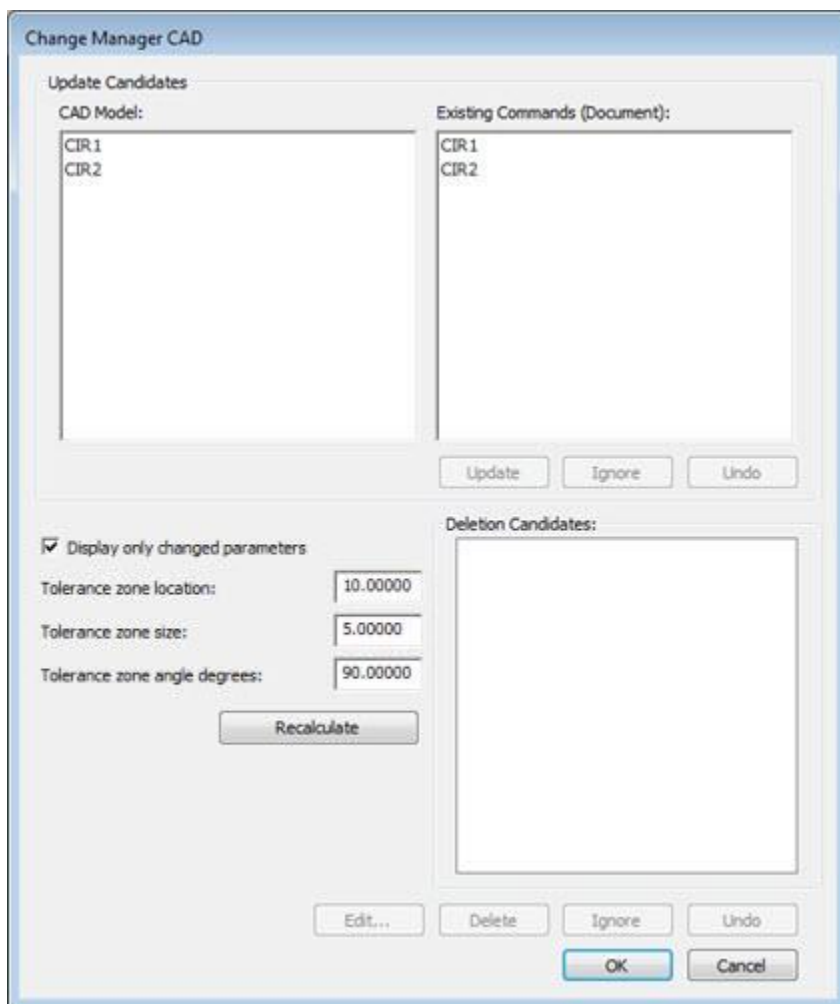 Change Manager CAD
Update Candidates
CAD Model:
Existing Commands (Document):
CIR1
CIR2
CIR1
CIR2
Update
Ignore
Undo
Display only changed parameters
Tolerance zone location:
10.00000
Tolerance zone size:
5.00000
Tolerance zone angle degrees:
90.00000
Recalculate
Deletion Candidates:
Edit...
Delete
Ignore
Undo
OK
Cancel